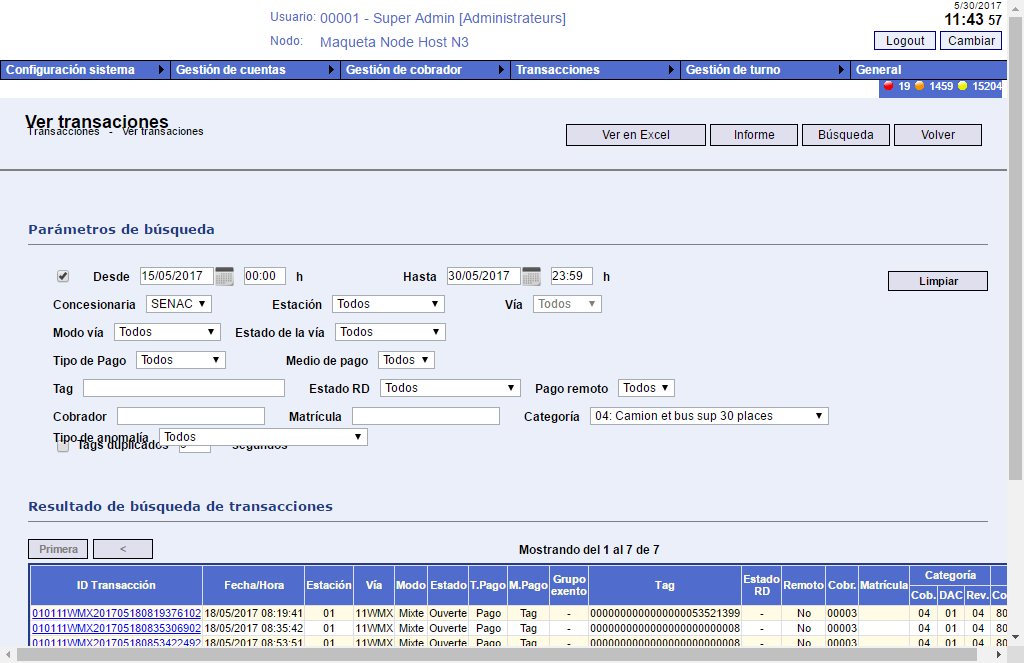 5/30/2017
Usuario: 00001 - Super Admin [Administrateurs]
11:43 57
Nodo: Maqueta Node Host N3
Logout Cambiar
Configuración sistema Gestión de cuentas Gestión de cobrador Transacciones Gestión de turno General
19 1459 15204
Ver transaciones
Transacciones - Ver transaciones
Ver en Excel Informe Búsqueda Volver
Parámetros de búsqueda
Desde 15/05/2017 00:00 h Hasta 30/05/2017 23:59 h
Limpiar
Concesionaria SENAC Estación Todos Vía Todos
Modo vía Todos Estado de la vía Todos
Tipo de Pago Todos Medio de pago Todos
Tag Estado RD Todos Pago remoto Todos
Cobrador Matrícula Categoría 04: Camion et bus sup 30 places
Tipo de anomalía Todos
Tags duplicados Segundos
Resultado de búsqueda de transacciones
Primera < Mostrando del 1 al 7 de 7
ID Transacción Fecha/Hora Estación Vía Modo Estado T.Pago M.Pago Grupo exento Tag Estado RD Remoto Cobr. Matrícula Categoría
Cob. DAC Rev. Co
010111WMX201705180819376102 18/05/2017 08:19:41 01 11WMX Mixte Ouverte Pago Tag - 0000000000000000053521399 - No 00003 04 01 04 80
010111WMX201705180835306902 18/05/2017 08:35:42 01 11WMX Mixte Ouverte Pago Tag - 0000000000000000000000008 - No 00003 04 01 04 80
010111WMX201705180853422492 18/05/2017 08:53:51 01 11WMX Mixte Ouverte Pago Tag - 0000000000000000000000008 - No 00003 04 01 04 80